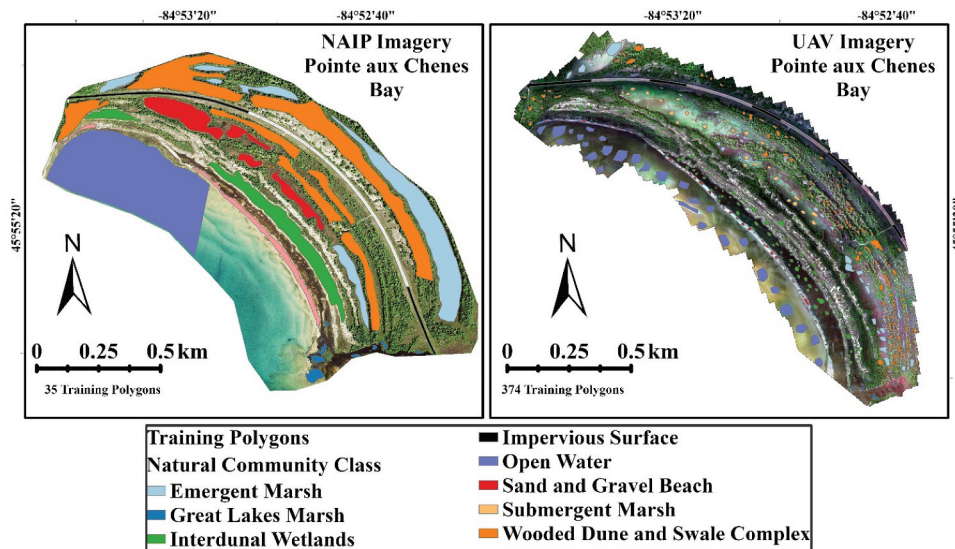 -84°53'20"
-84°52'40"
-84°53'20"
-84°52'40"
NAIP Imagery
Pointe aux Chenes
Bay
45°55'20"
N
0 0.25 0.5 km
35 Training Polygons
UAV Imagery
Pointe aux Chenes
Bay
N
0 0.25 0.5 km
374 Training Polygons
Training Polygons
Natural Community Class
Emergent Marsh
Great Lakes Marsh
Interdunal Wetlands
Impervious Surface
Open Water
Sand and Gravel Beach
Submergent Marsh
Wooded Dune and Swale Complex